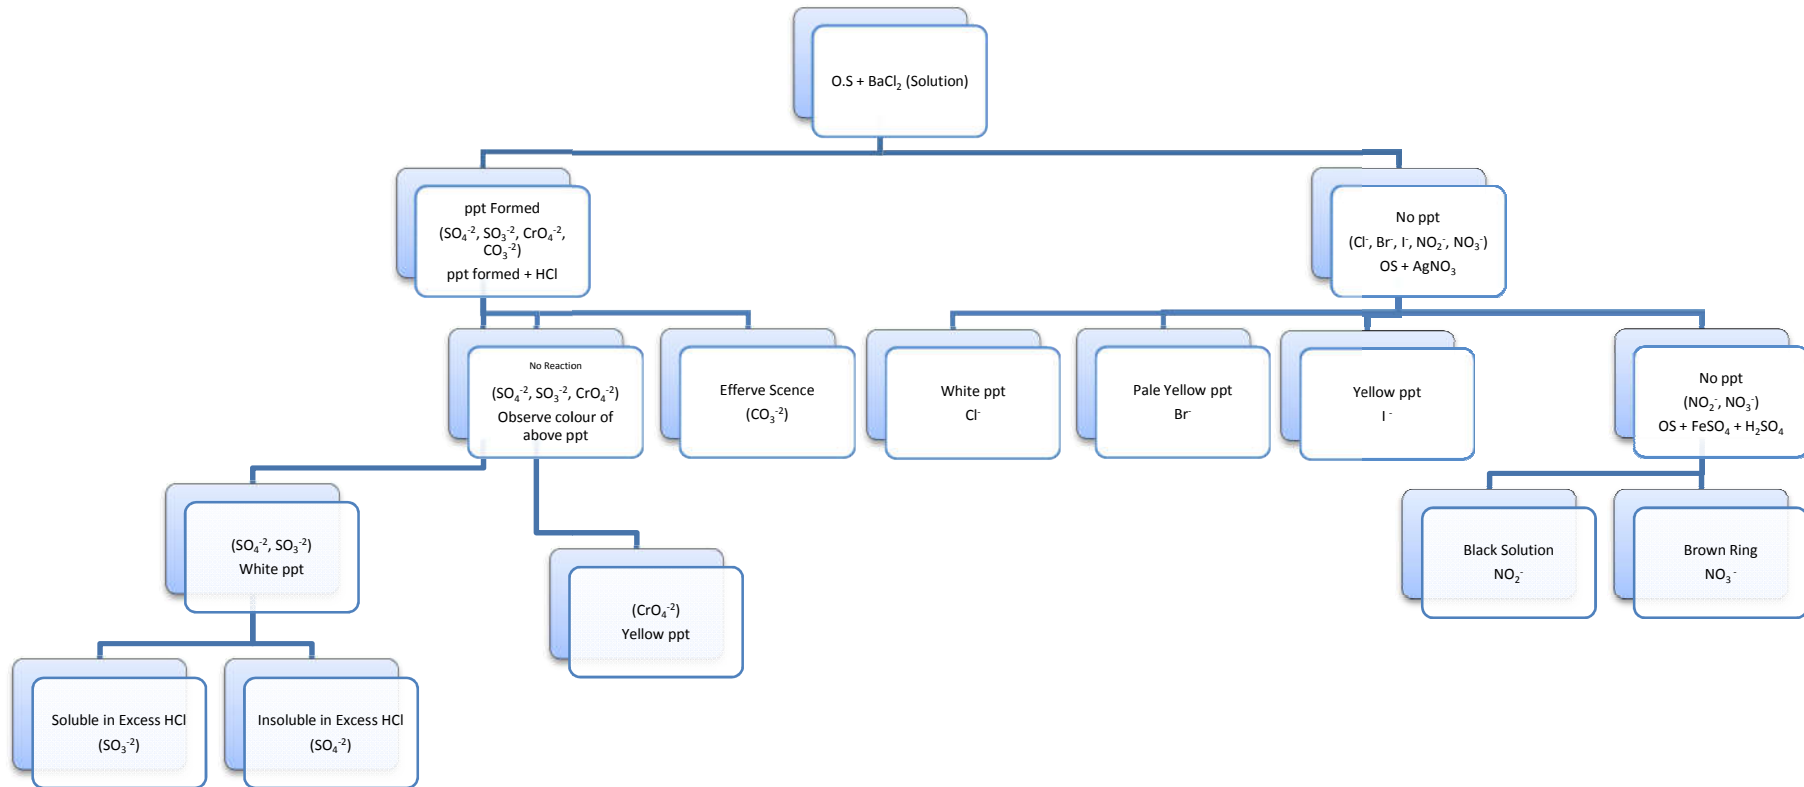 O.S + BaCl₂ (Solution)
ppt Formed
(SO₄⁻², SO₃⁻², CrO₄⁻²,
CO₃⁻²)
ppt formed + HCl
No ppt
(Cl⁻, Br⁻, I⁻, NO₂⁻, NO₃⁻)
OS + AgNO₃
No Reaction
(SO₄⁻², SO₃⁻², CrO₄⁻²)
Observe colour of
above ppt
Efferve Scence
(CO₃⁻²)
White ppt
Cl⁻
Pale Yellow ppt
Br⁻
Yellow ppt
I ⁻
No ppt
(NO₂⁻, NO₃⁻)
OS + FeSO₄ + H₂SO₄
(SO₄⁻², SO₃⁻²)
White ppt
(CrO₄⁻²)
Yellow ppt
Black Solution
NO₂⁻
Brown Ring
NO₃⁻
Soluble in Excess HCl
(SO₃⁻²)
Insoluble in Excess HCl
(SO₄⁻²)